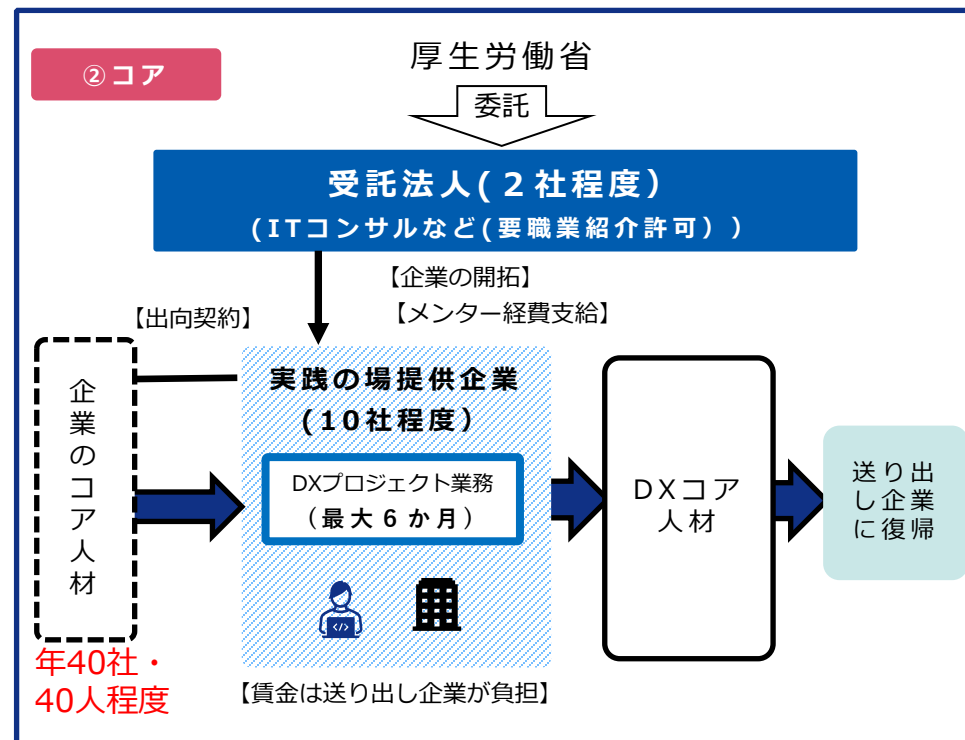 ②コア
厚生労働省
委託
受託法人(２社程度）
(ITコンサルなど(要職業紹介許可））
【企業の開拓】
【メンター経費支給】
【出向契約】
企業のコア人材
年40社・
40人程度
実践の場提供企業
(10社程度）
DXプロジェクト業務
（最大６か月）
</>
【賃金は送り出し企業が負担】
DXコア
人材
送り出
し企業
に復帰